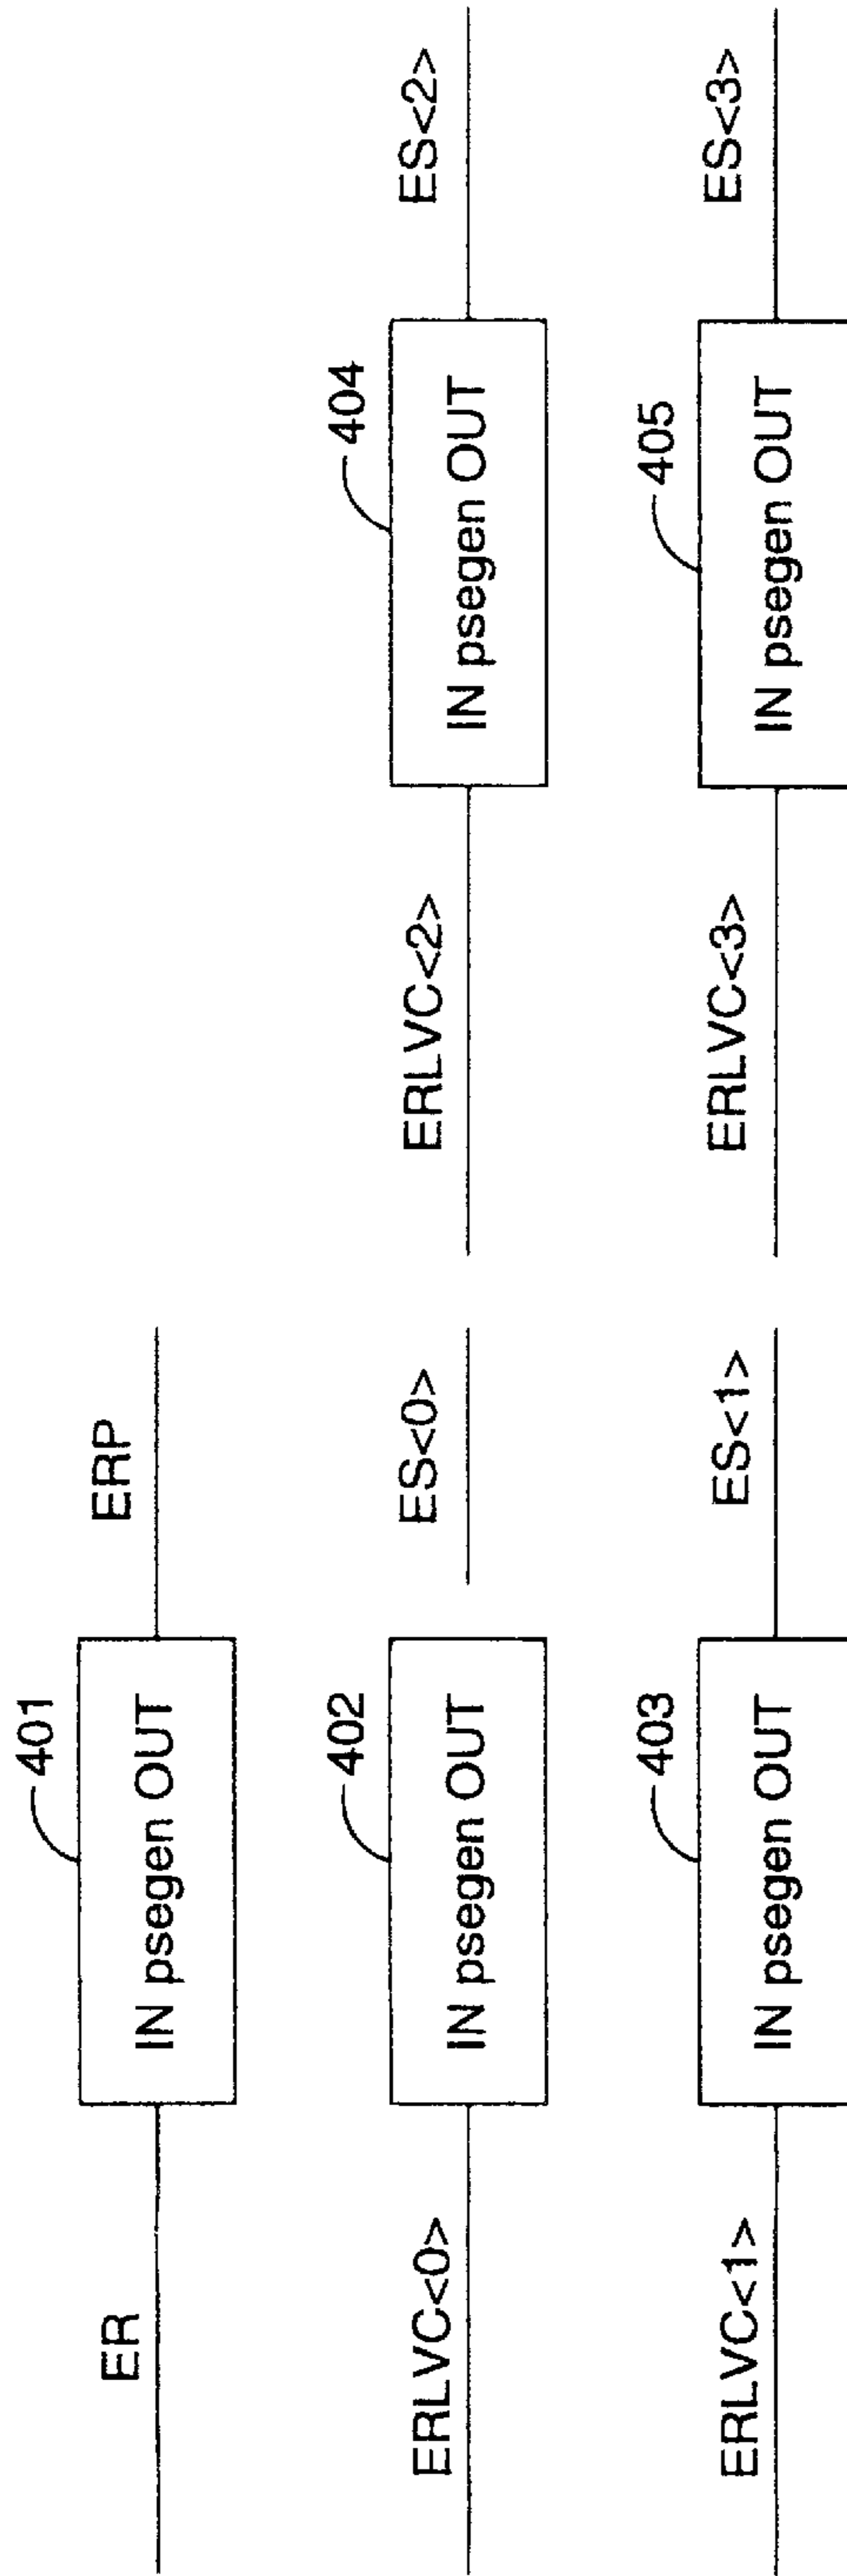 ER
401
IN psegen OUT
ERP
ERLVC<0>
402
IN psegen OUT
ES<0>
ERLVC<2>
404
IN psegen OUT
ES<2>
ERLVC<1>
403
IN psegen OUT
ES<1>
ERLVC<3>
405
IN psegen OUT
ES<3>